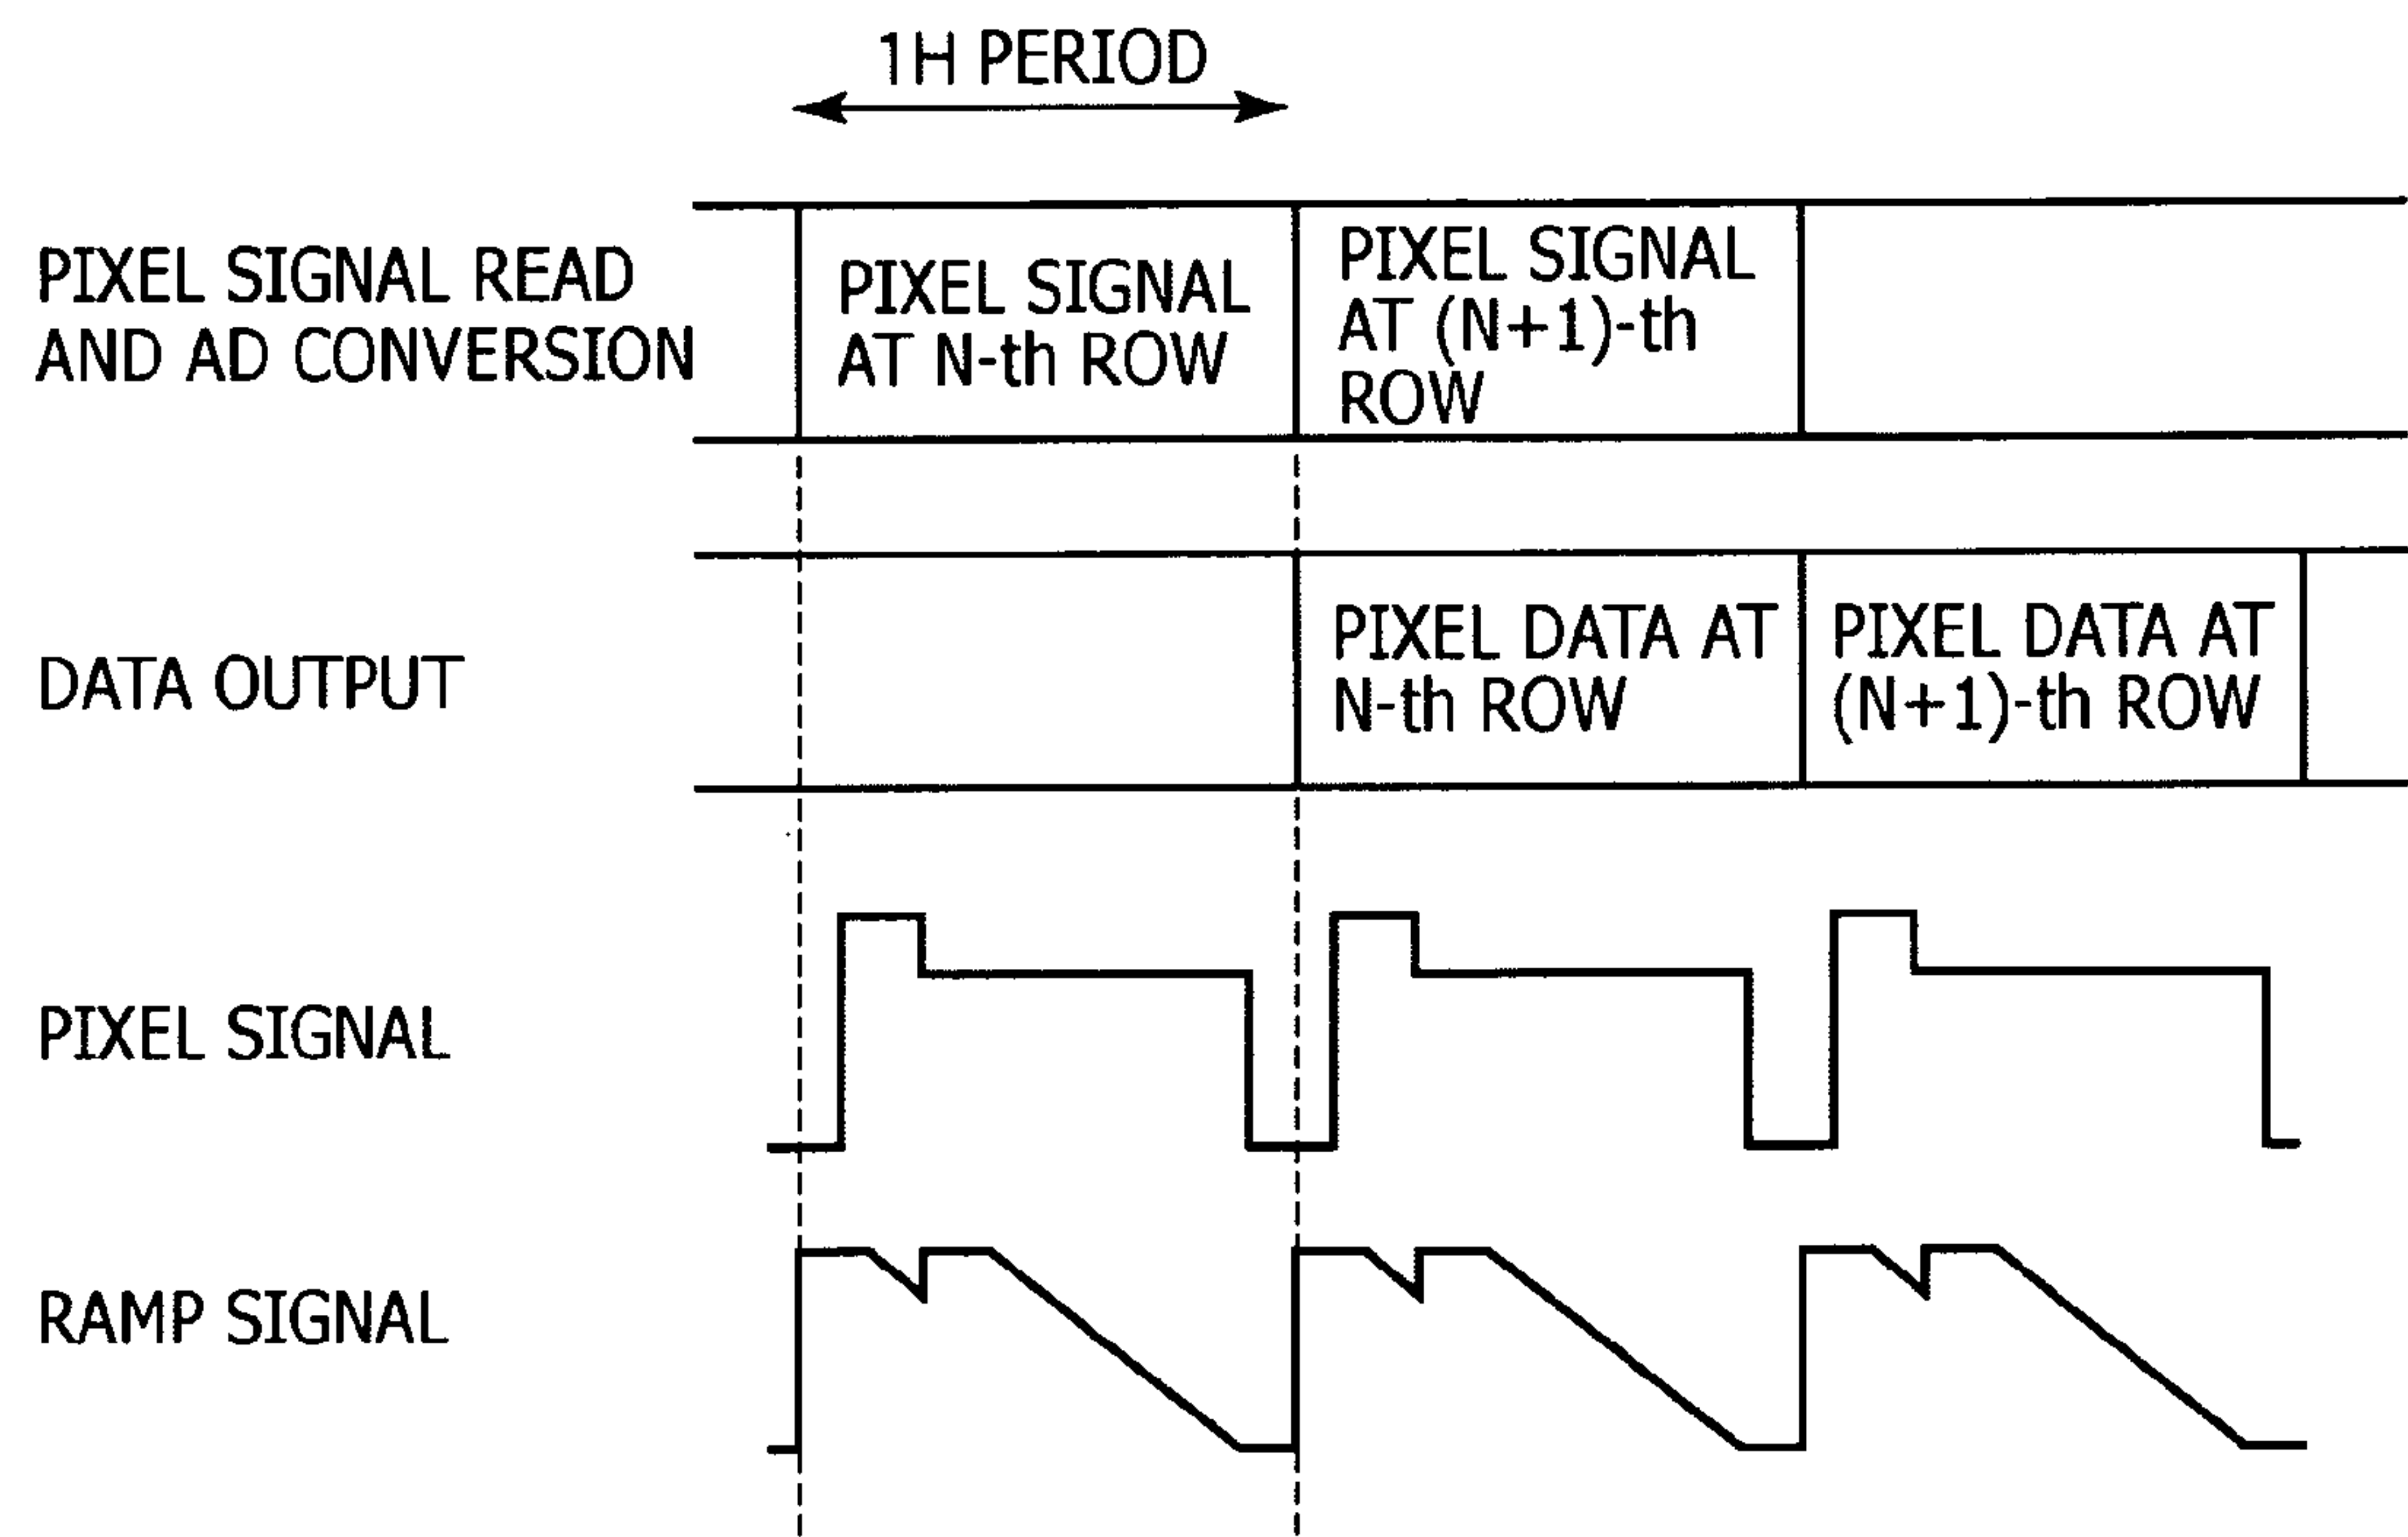 1H PERIOD
PIXEL SIGNAL READ
AND AD CONVERSION
PIXEL SIGNAL
AT N-th ROW
PIXEL SIGNAL
AT (N+1)-th
ROW
DATA OUTPUT
PIXEL DATA AT
N-th ROW
PIXEL DATA AT
(N+1)-th ROW
PIXEL SIGNAL
RAMP SIGNAL